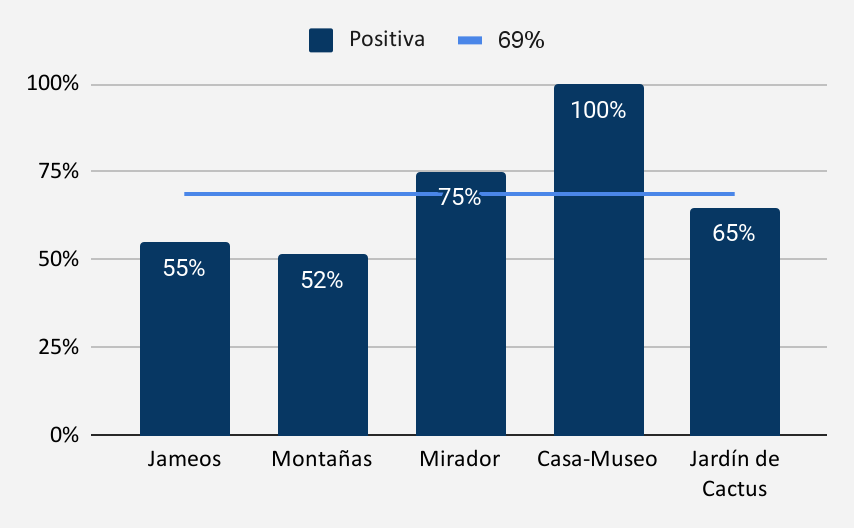 Positiva 69%
100%
75%
50%
25%
0%
55%
52%
75%
100%
65%
Jameos
Montañas
Mirador
Casa-Museo
Jardín de
Cactus